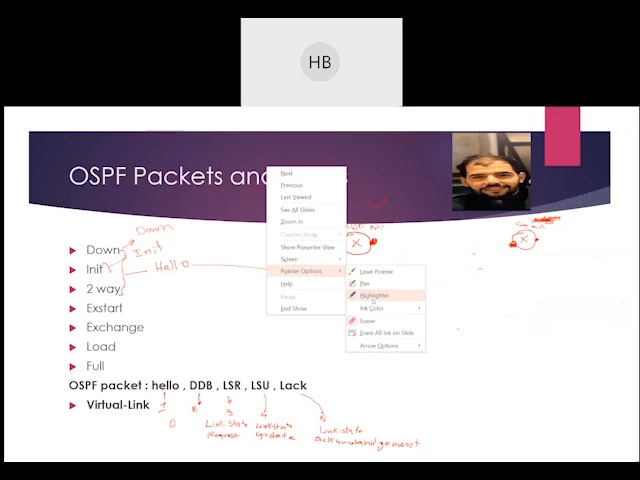 HB
OSPF Packets and
Next
Previous
Last Viewed
See All Slides
Zoom In
Custom Show
Show Presenter View
Screen
Pointer Options
Help
Pause
End Show
Laser Pointer
Pen
Highlighter
Ink Color
Eraser
Erase All Ink on Slide
Arrow Options
Down
Down
Init
Init
Hello
2 way
Exstart
Exchange
Load
Full
OSPF packet : hello , DDB , LSR , LSU , Lack
Virtual-Link
1 2 3 4 5
Link state
Request
Link state
update
Link-state